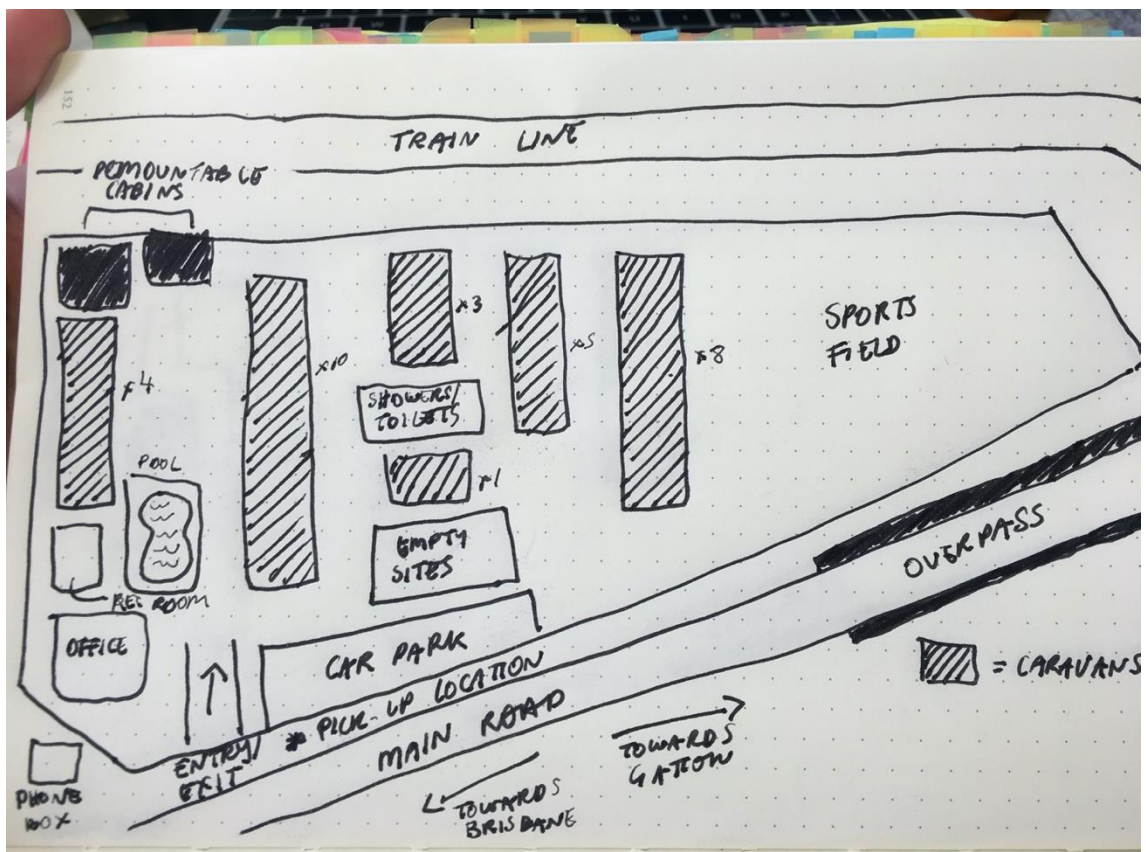 152
TRAIN LINE
DEMOUNTABLE
CABINS
x4
x10
x3
x5
x8
SPORTS
FIELD
SHOWERS/
TOILETS
x1
POOL
EMPTY
SITES
REC ROOM
OFFICE
CAR PARK
* PICK-UP LOCATION
MAIN ROAD
OVERPASS
= CARAVANS
ENTRY/
EXIT
PHONE
BOX
TOWARDS
GATTON
TOWARDS
BRISBANE